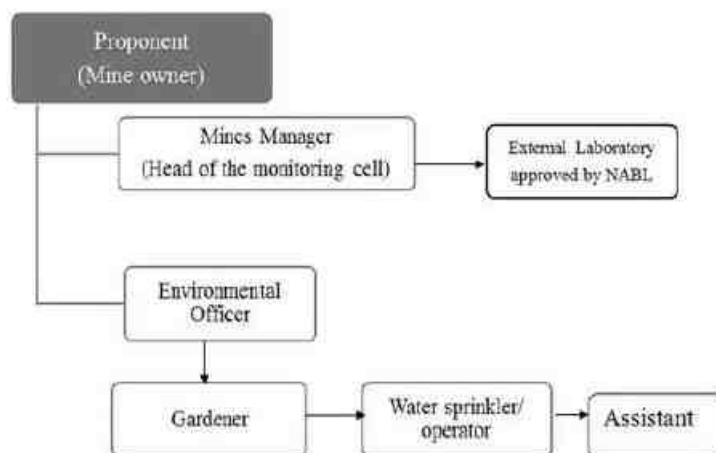 Proponent
(Mine owner)
Mines Manager
(Head of the monitoring cell)
External Laboratory
approved by NABL
Environmental
Officer
Gardener
Water sprinkler/
operator
Assistant